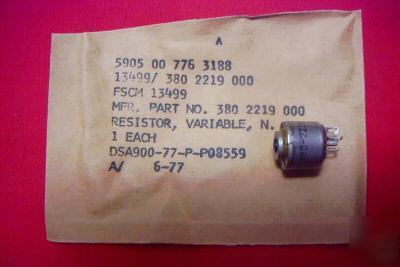 A
5905 00 776 3188
13499/ 380 2219 000
FSCM 13499
MFR. PART NO. 380 2219 000
RESISTOR, VARIABLE, N.
1 EACH
DSA900-77-P-P08559
A/ 6-77